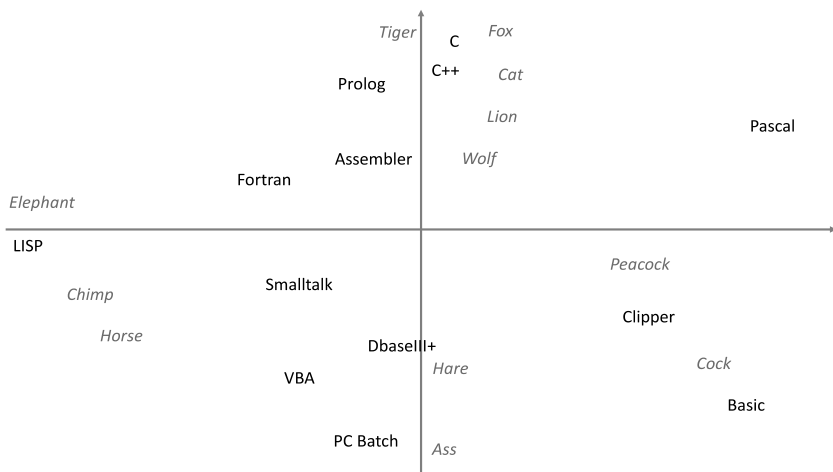 Tiger
Fox
C
C++
Cat
Prolog
Lion
Pascal
Assembler
Wolf
Fortran
Elephant
LISP
Peacock
Smalltalk
Chimp
Clipper
Horse
DbaseIII+
Hare
Cock
VBA
Basic
PC Batch
Ass